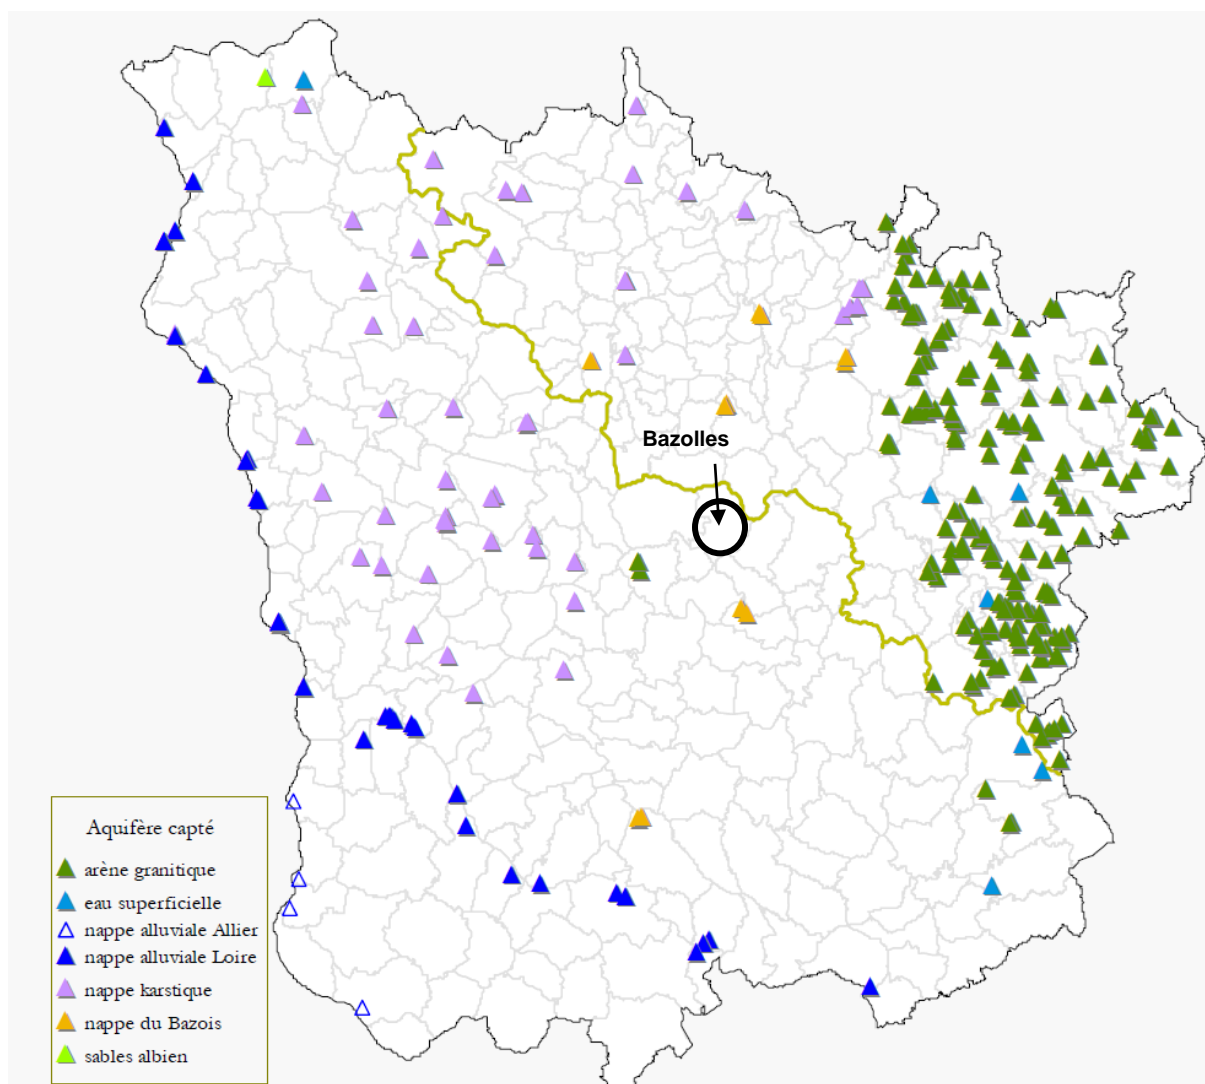 Bazolles
Aquifère capté
arène granitique
eau superficielle
nappe alluviale Allier
nappe alluviale Loire
nappe karstique
nappe du Bazois
sables albien